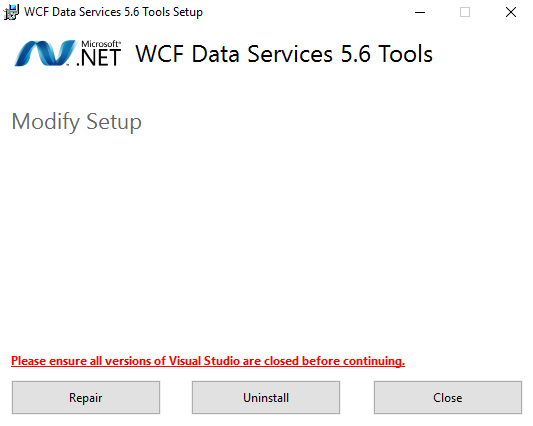 WCF Data Services 5.6 Tools Setup
Microsoft®
.NET
WCF Data Services 5.6 Tools
Modify Setup
Please ensure all versions of Visual Studio are closed before continuing.
Repair
Uninstall
Close